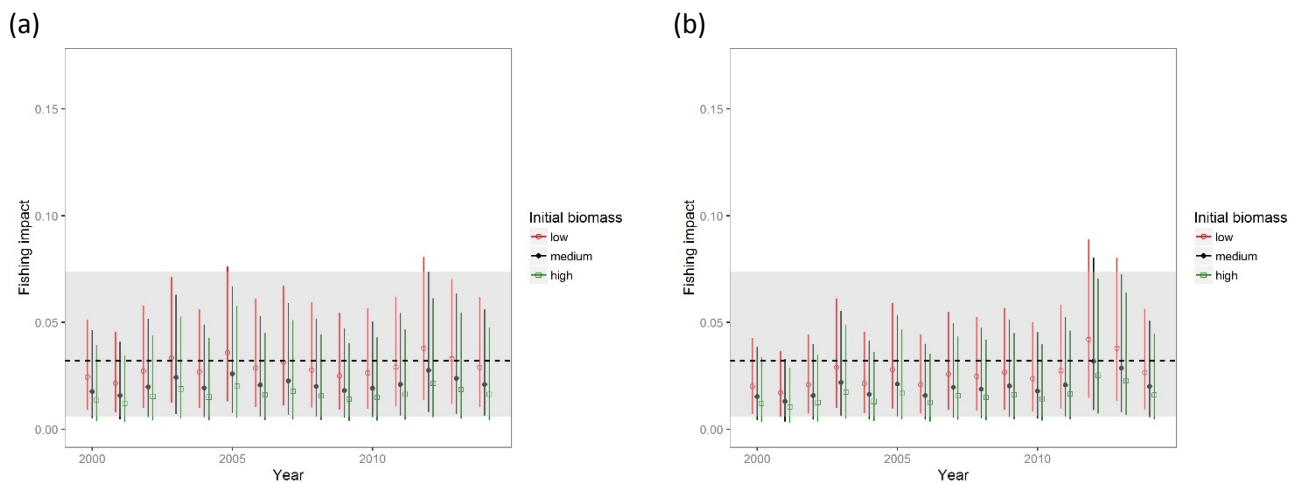 (a)
0.15
0.10
0.05
0.00
Fishing impact
2000
2005
2010
Year
Initial biomass
low
medium
high
(b)
0.15
0.10
0.05
0.00
Fishing impact
2000
2005
2010
Year
Initial biomass
low
medium
high